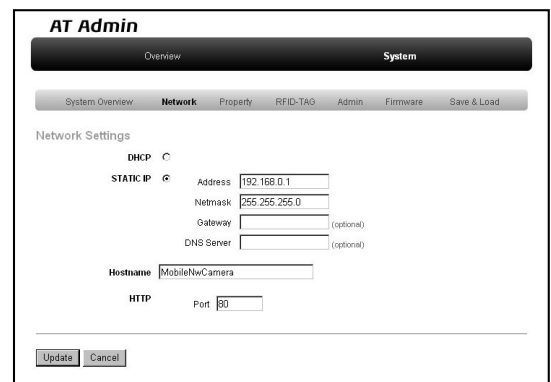 AT Admin
Overview System
System Overview Network Property RFID-TAG Admin Firmware Save & Load
Network Settings
DHCP
STATIC IP Address 192.168.0.1
Netmask 255.255.255.0
Gateway (optional)
DNS Server (optional)
Hostname MobileNwCamera
HTTP Port 80
Update Cancel